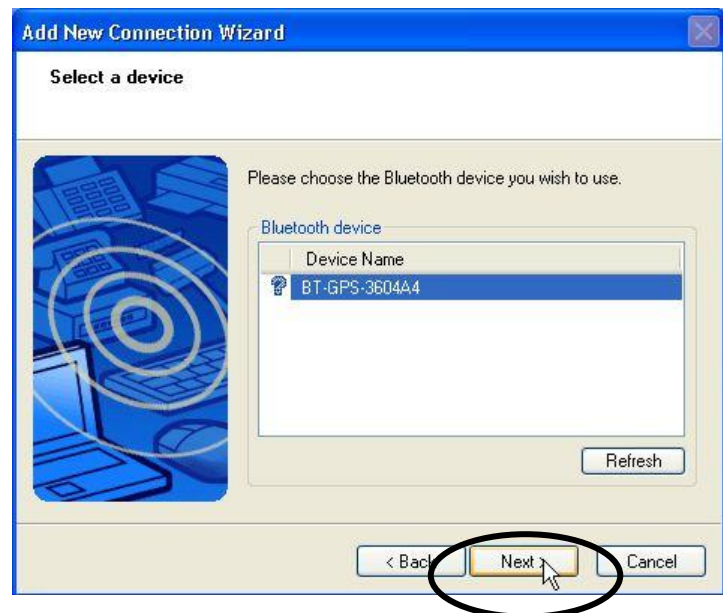 Add New Connection Wizard
Select a device
Please choose the Bluetooth device you wish to use.
Bluetooth device
Device Name
BT-GPS-3604A4
Refresh
< Back
Next >
Cancel